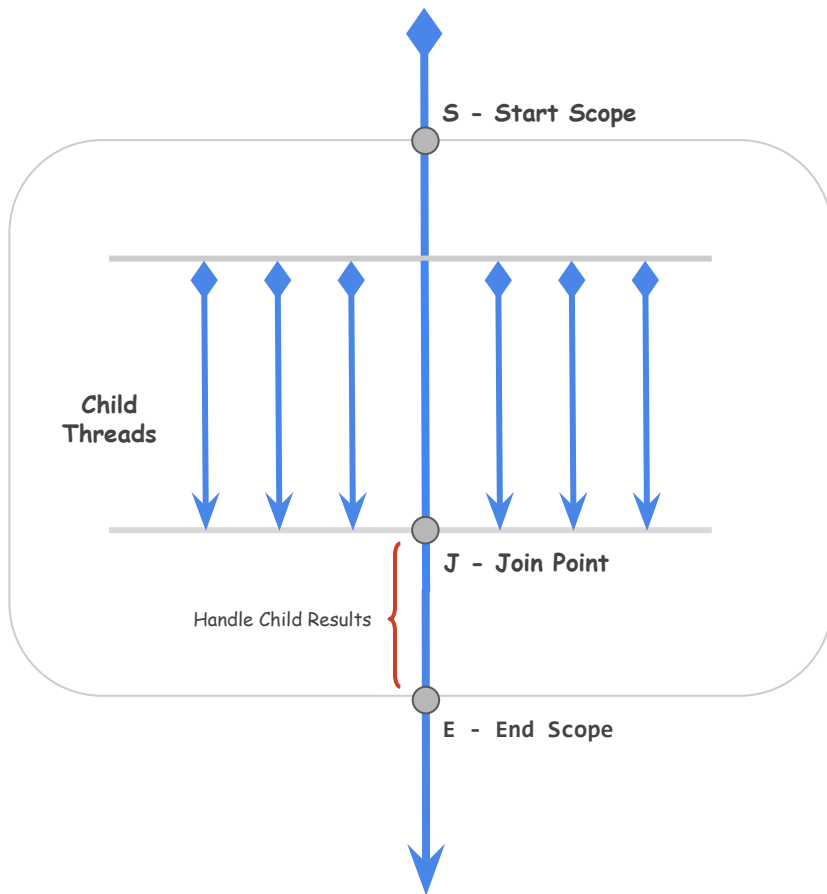 S - Start Scope
Child
Threads
J - Join Point
Handle Child Results
E - End Scope